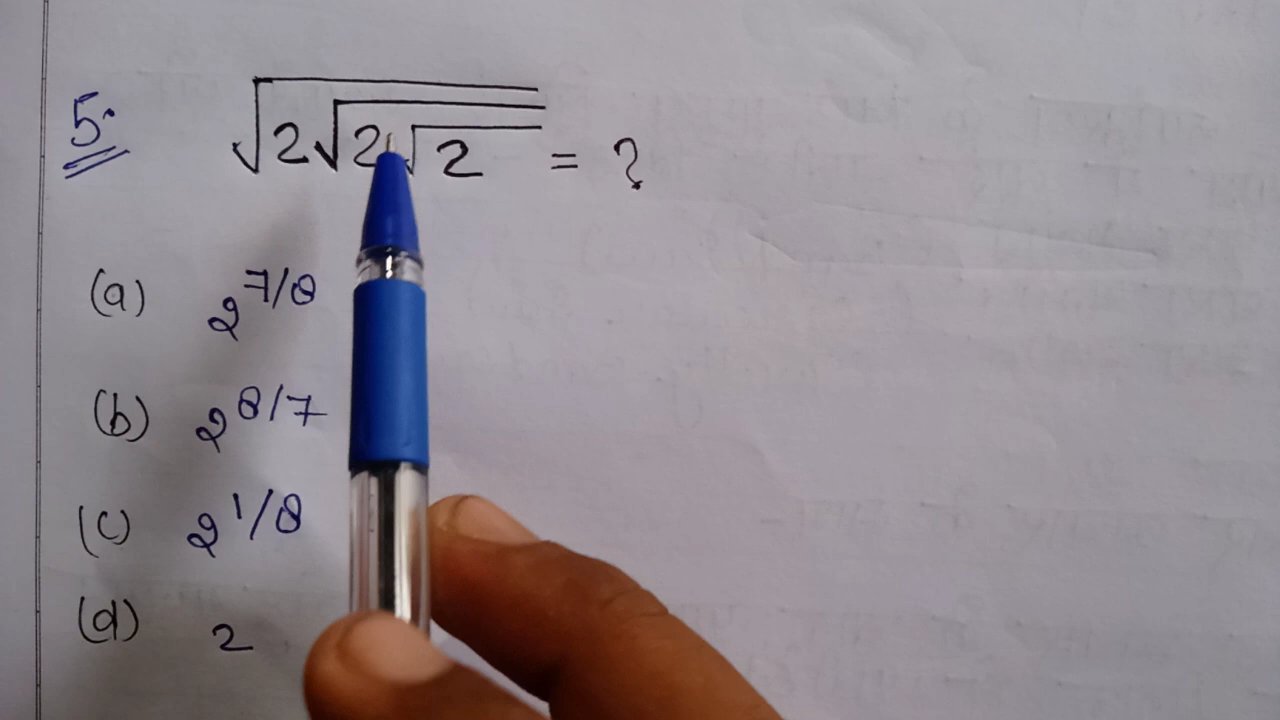 5. √2√2√2 = ?
(a) 2^7/8
(b) 2^8/7
(c) 2^1/8
(d) 2